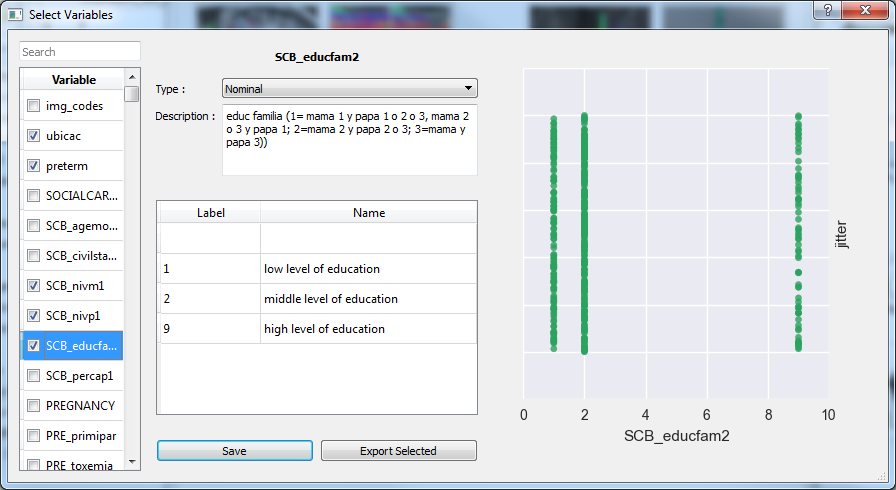 Select Variables
?
Search
SCB_educfam2
Variable
img_codes
ubicac
preterm
SOCIALCAR...
SCB_agemo...
SCB_civilsta...
SCB_nivm1
SCB_nivp1
SCB_educfa...
SCB_percap1
PREGNANCY
PRE_primipar
PRE_toxemia
Type :
Nominal
Description :
educ familia (1= mama 1 y papa 1 o 2 o 3, mama 2
o 3 y papa 1; 2=mama 2 y papa 2 o 3; 3=mama y
papa 3))
Label Name
1 low level of education
2 middle level of education
9 high level of education
Save Export Selected
jitter
0 2 4 6 8 10
SCB_educfam2